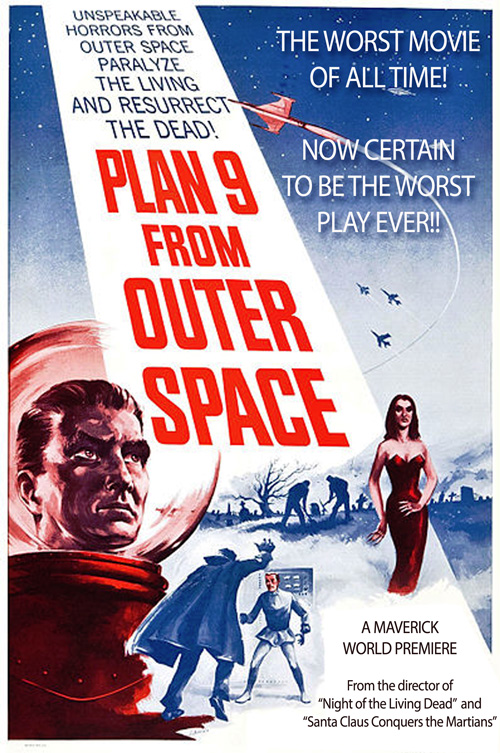 UNSPEAKABLE
HORRORS FROM
OUTER SPACE
PARALYZE
THE LIVING
AND RESURRECT
THE DEAD!
PLAN 9
FROM
OUTER
SPACE
THE WORST MOVIE
OF ALL TIME!
NOW CERTAIN
TO BE THE WORST
PLAY EVER!!
A MAVERICK
WORLD PREMIERE
From the director of
“Night of the Living Dead” and
“Santa Claus Conquers the Martians”